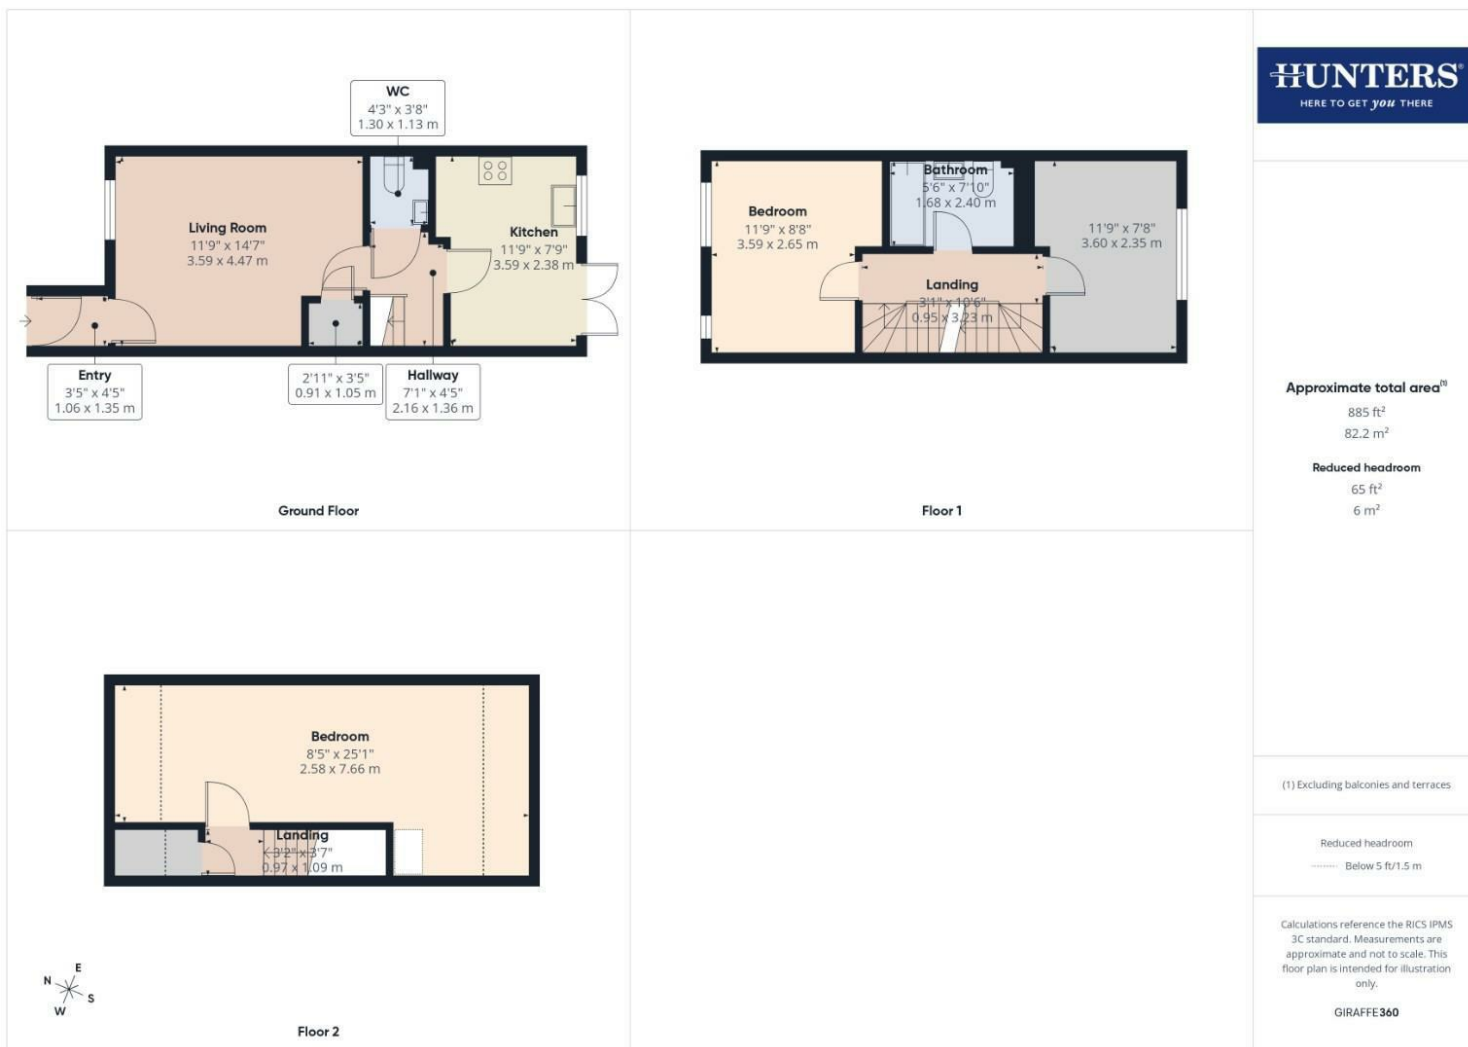 WC
4'3" x 3'8"
1.30 x 1.13 m
Living Room
11'9" x 14'7"
3.59 x 4.47 m
Kitchen
11'9" x 7'9"
3.59 x 2.38 m
Entry
3'5" x 4'5"
1.06 x 1.35 m
2'11" x 3'5"
0.91 x 1.05 m
Hallway
7'1" x 4'5"
2.16 x 1.36 m
Ground Floor
Bedroom
11'9" x 8'8"
3.59 x 2.65 m
Bathroom
5'6" x 7'10"
1.68 x 2.40 m
11'9" x 7'8"
3.60 x 2.35 m
Landing
3'1" x 10'6"
0.95 x 3.23 m
Floor 1
Bedroom
8'5" x 25'1"
2.58 x 7.66 m
Landing
3'2" x 3'7"
0.97 x 1.09 m
N E S W
Floor 2
HUNTERS®
HERE TO GET you THERE
Approximate total area(1)
885 ft²
82.2 m²
Reduced headroom
65 ft²
6 m²
(1) Excluding balconies and terraces
Reduced headroom
Below 5 ft/1.5 m
Calculations reference the RICS IPMS
3C standard. Measurements are
approximate and not to scale. This
floor plan is intended for illustration
only.
GIRAFFE360